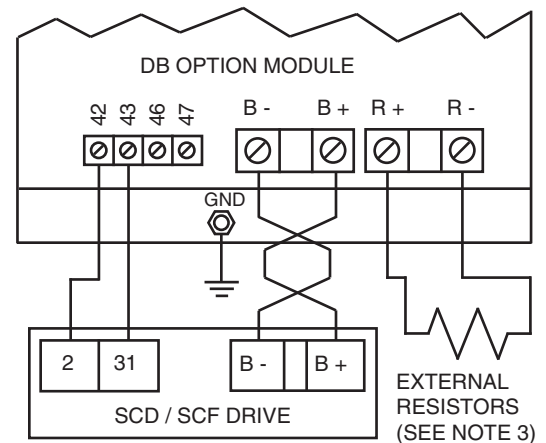 DB OPTION MODULE
42 43 46 47
B - B + R + R -
GND
2 31 B - B +
SCD / SCF DRIVE
EXTERNAL
RESISTORS
(SEE NOTE 3)